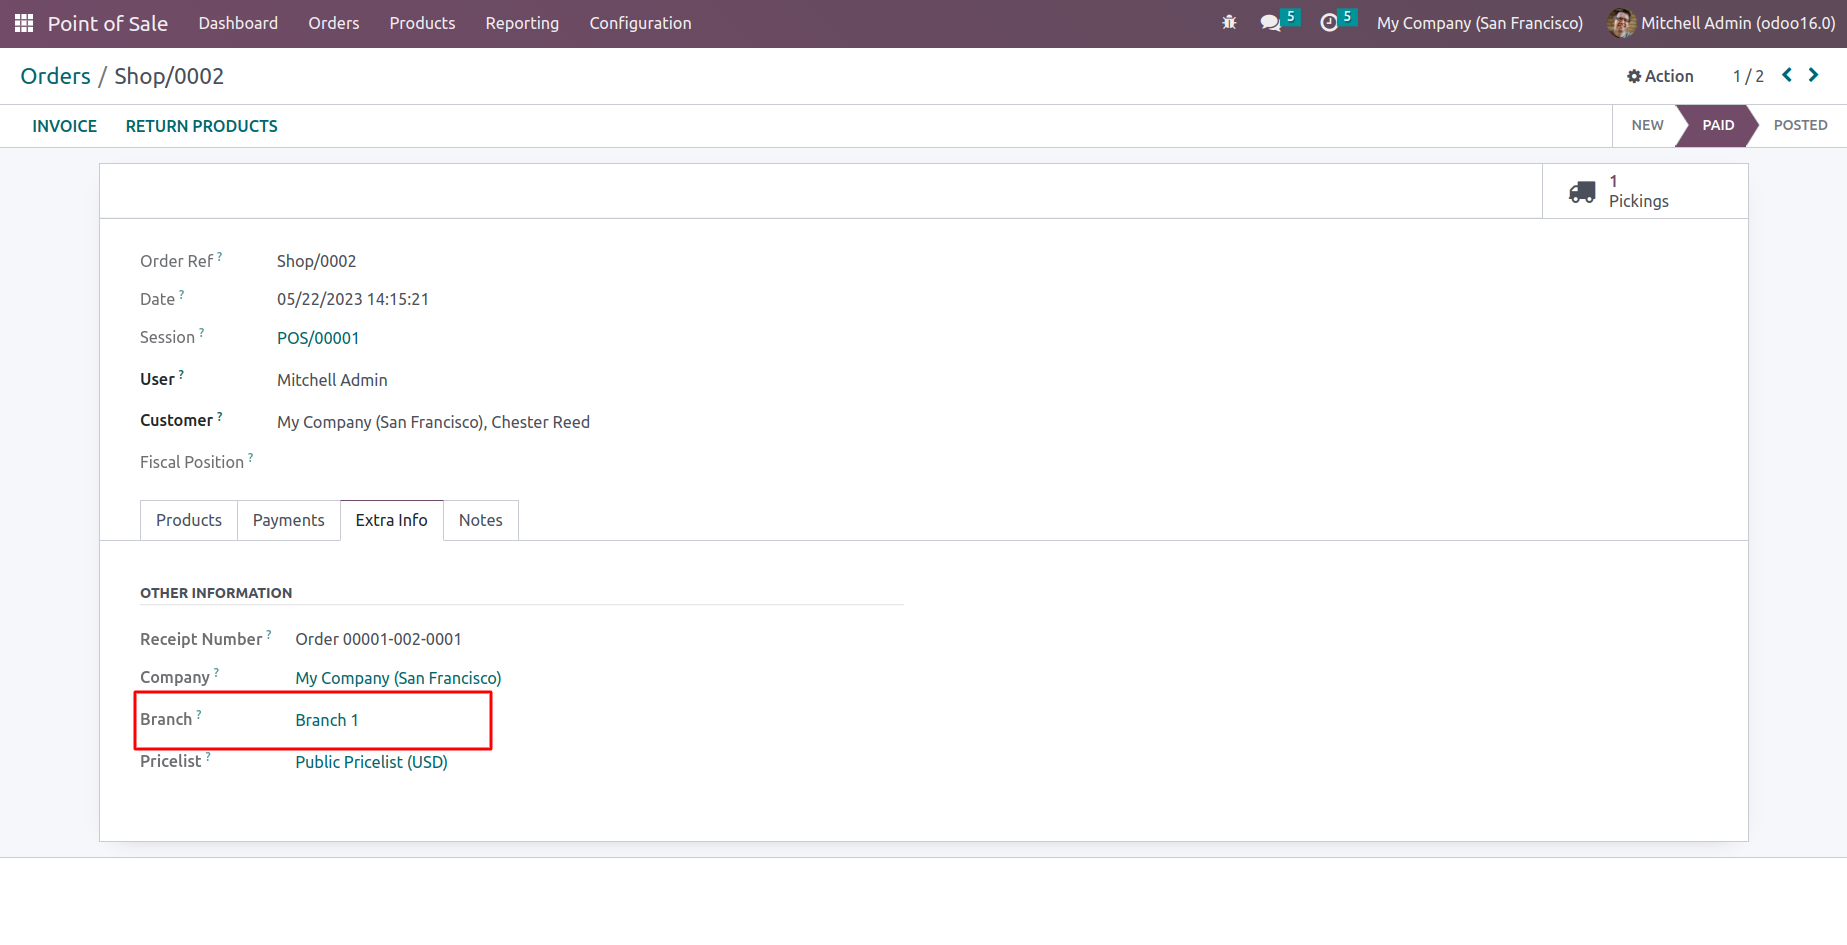 Point of Sale Dashboard Orders Products Reporting Configuration 5 5 My Company (San Francisco) Mitchell Admin (odoo16.0)
Orders / Shop/0002 Action 1 / 2
INVOICE RETURN PRODUCTS NEW PAID POSTED
1
Pickings
Order Ref ? Shop/0002
Date ? 05/22/2023 14:15:21
Session ? POS/00001
User ? Mitchell Admin
Customer ? My Company (San Francisco), Chester Reed
Fiscal Position ?
Products Payments Extra Info Notes
OTHER INFORMATION
Receipt Number ? Order 00001-002-0001
Company ? My Company (San Francisco)
Branch ? Branch 1
Pricelist ? Public Pricelist (USD)